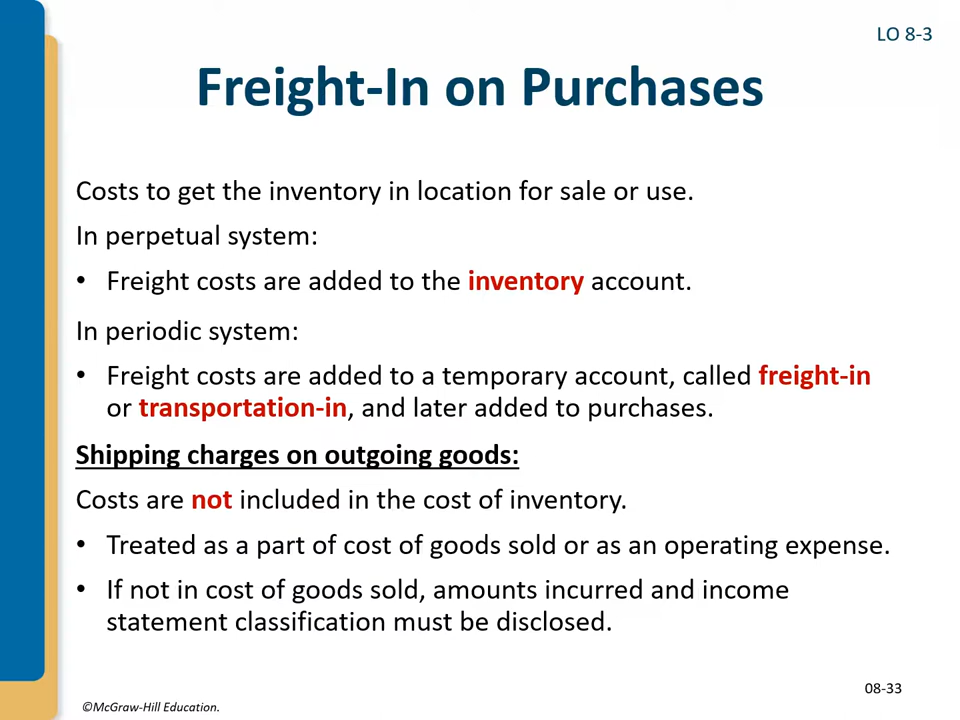 LO 8-3
Freight-In on Purchases
Costs to get the inventory in location for sale or use.
In perpetual system:
• Freight costs are added to the inventory account.
In periodic system:
• Freight costs are added to a temporary account, called freight-in
or transportation-in, and later added to purchases.
Shipping charges on outgoing goods:
Costs are not included in the cost of inventory.
• Treated as a part of cost of goods sold or as an operating expense.
• If not in cost of goods sold, amounts incurred and income
statement classification must be disclosed.
08-33
©McGraw-Hill Education.